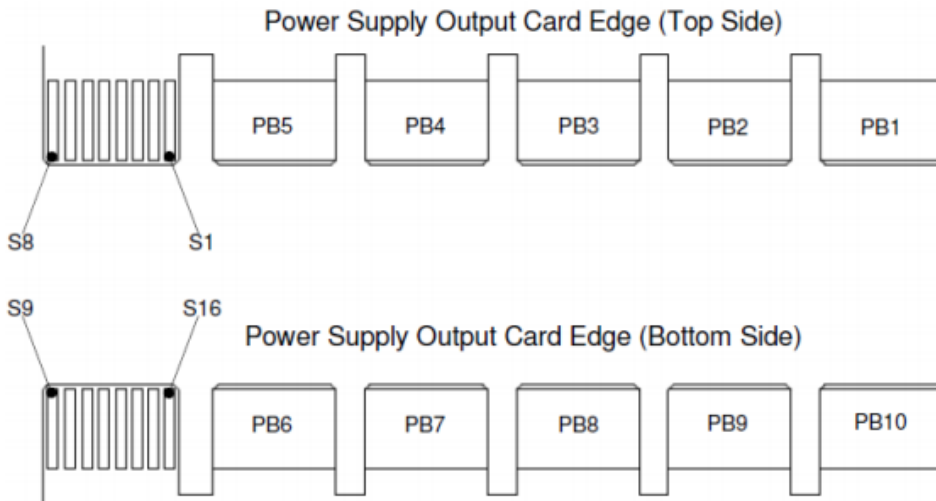 Power Supply Output Card Edge (Top Side)
PB5 PB4 PB3 PB2 PB1
S8 S1
S9 S16
Power Supply Output Card Edge (Bottom Side)
PB6 PB7 PB8 PB9 PB10